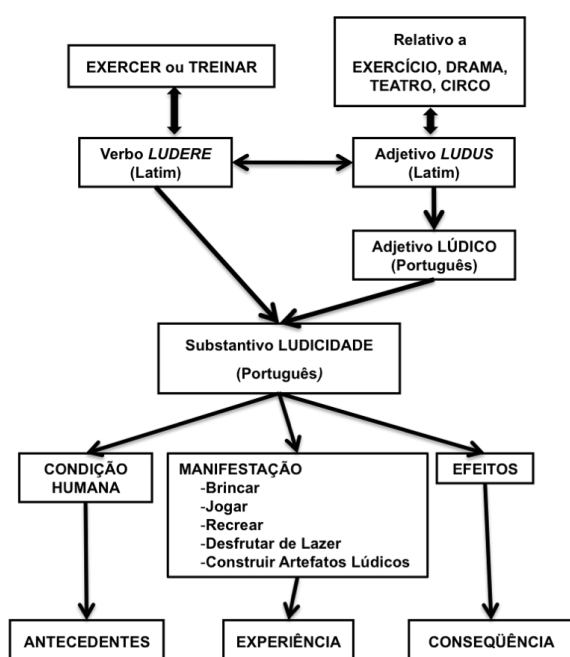 EXERCER ou TREINAR
Relativo a
EXERCÍCIO, DRAMA,
TEATRO, CIRCO
Verbo LUDERE
(Latim)
Adjetivo LUDUS
(Latim)
Adjetivo LÚDICO
(Português)
Substantivo LUDICIDADE
(Português)
CONDIÇÃO
HUMANA
MANIFESTAÇÃO
-Brincar
-Jogar
-Recrear
-Desfrutar de Lazer
-Construir Artefatos Lúdicos
EFEITOS
ANTECEDENTES
EXPERIÊNCIA
CONSEQÜÊNCIA